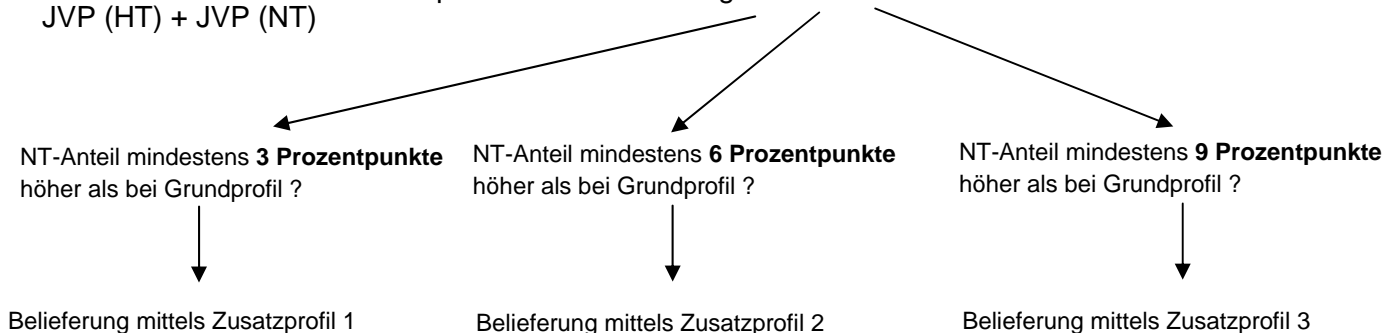 JVP (HT) + JVP (NT)
NT-Anteil mindestens 3 Prozentpunkte
höher als bei Grundprofil ?
NT-Anteil mindestens 6 Prozentpunkte
höher als bei Grundprofil ?
NT-Anteil mindestens 9 Prozentpunkte
höher als bei Grundprofil ?
Belieferung mittels Zusatzprofil 1
Belieferung mittels Zusatzprofil 2
Belieferung mittels Zusatzprofil 3